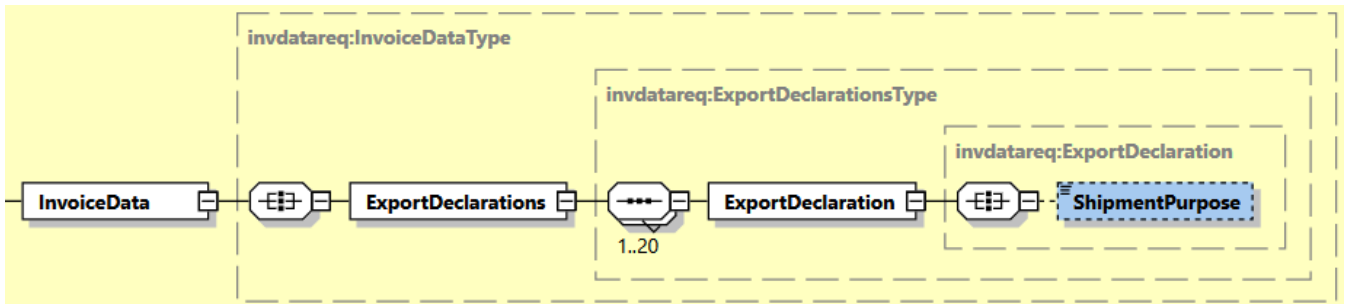 invdatareq:InvoiceDataType
invdatareq:ExportDeclarationsType
invdatareq:ExportDeclaration
InvoiceData
ExportDeclarations
ExportDeclaration
ShipmentPurpose
1..20